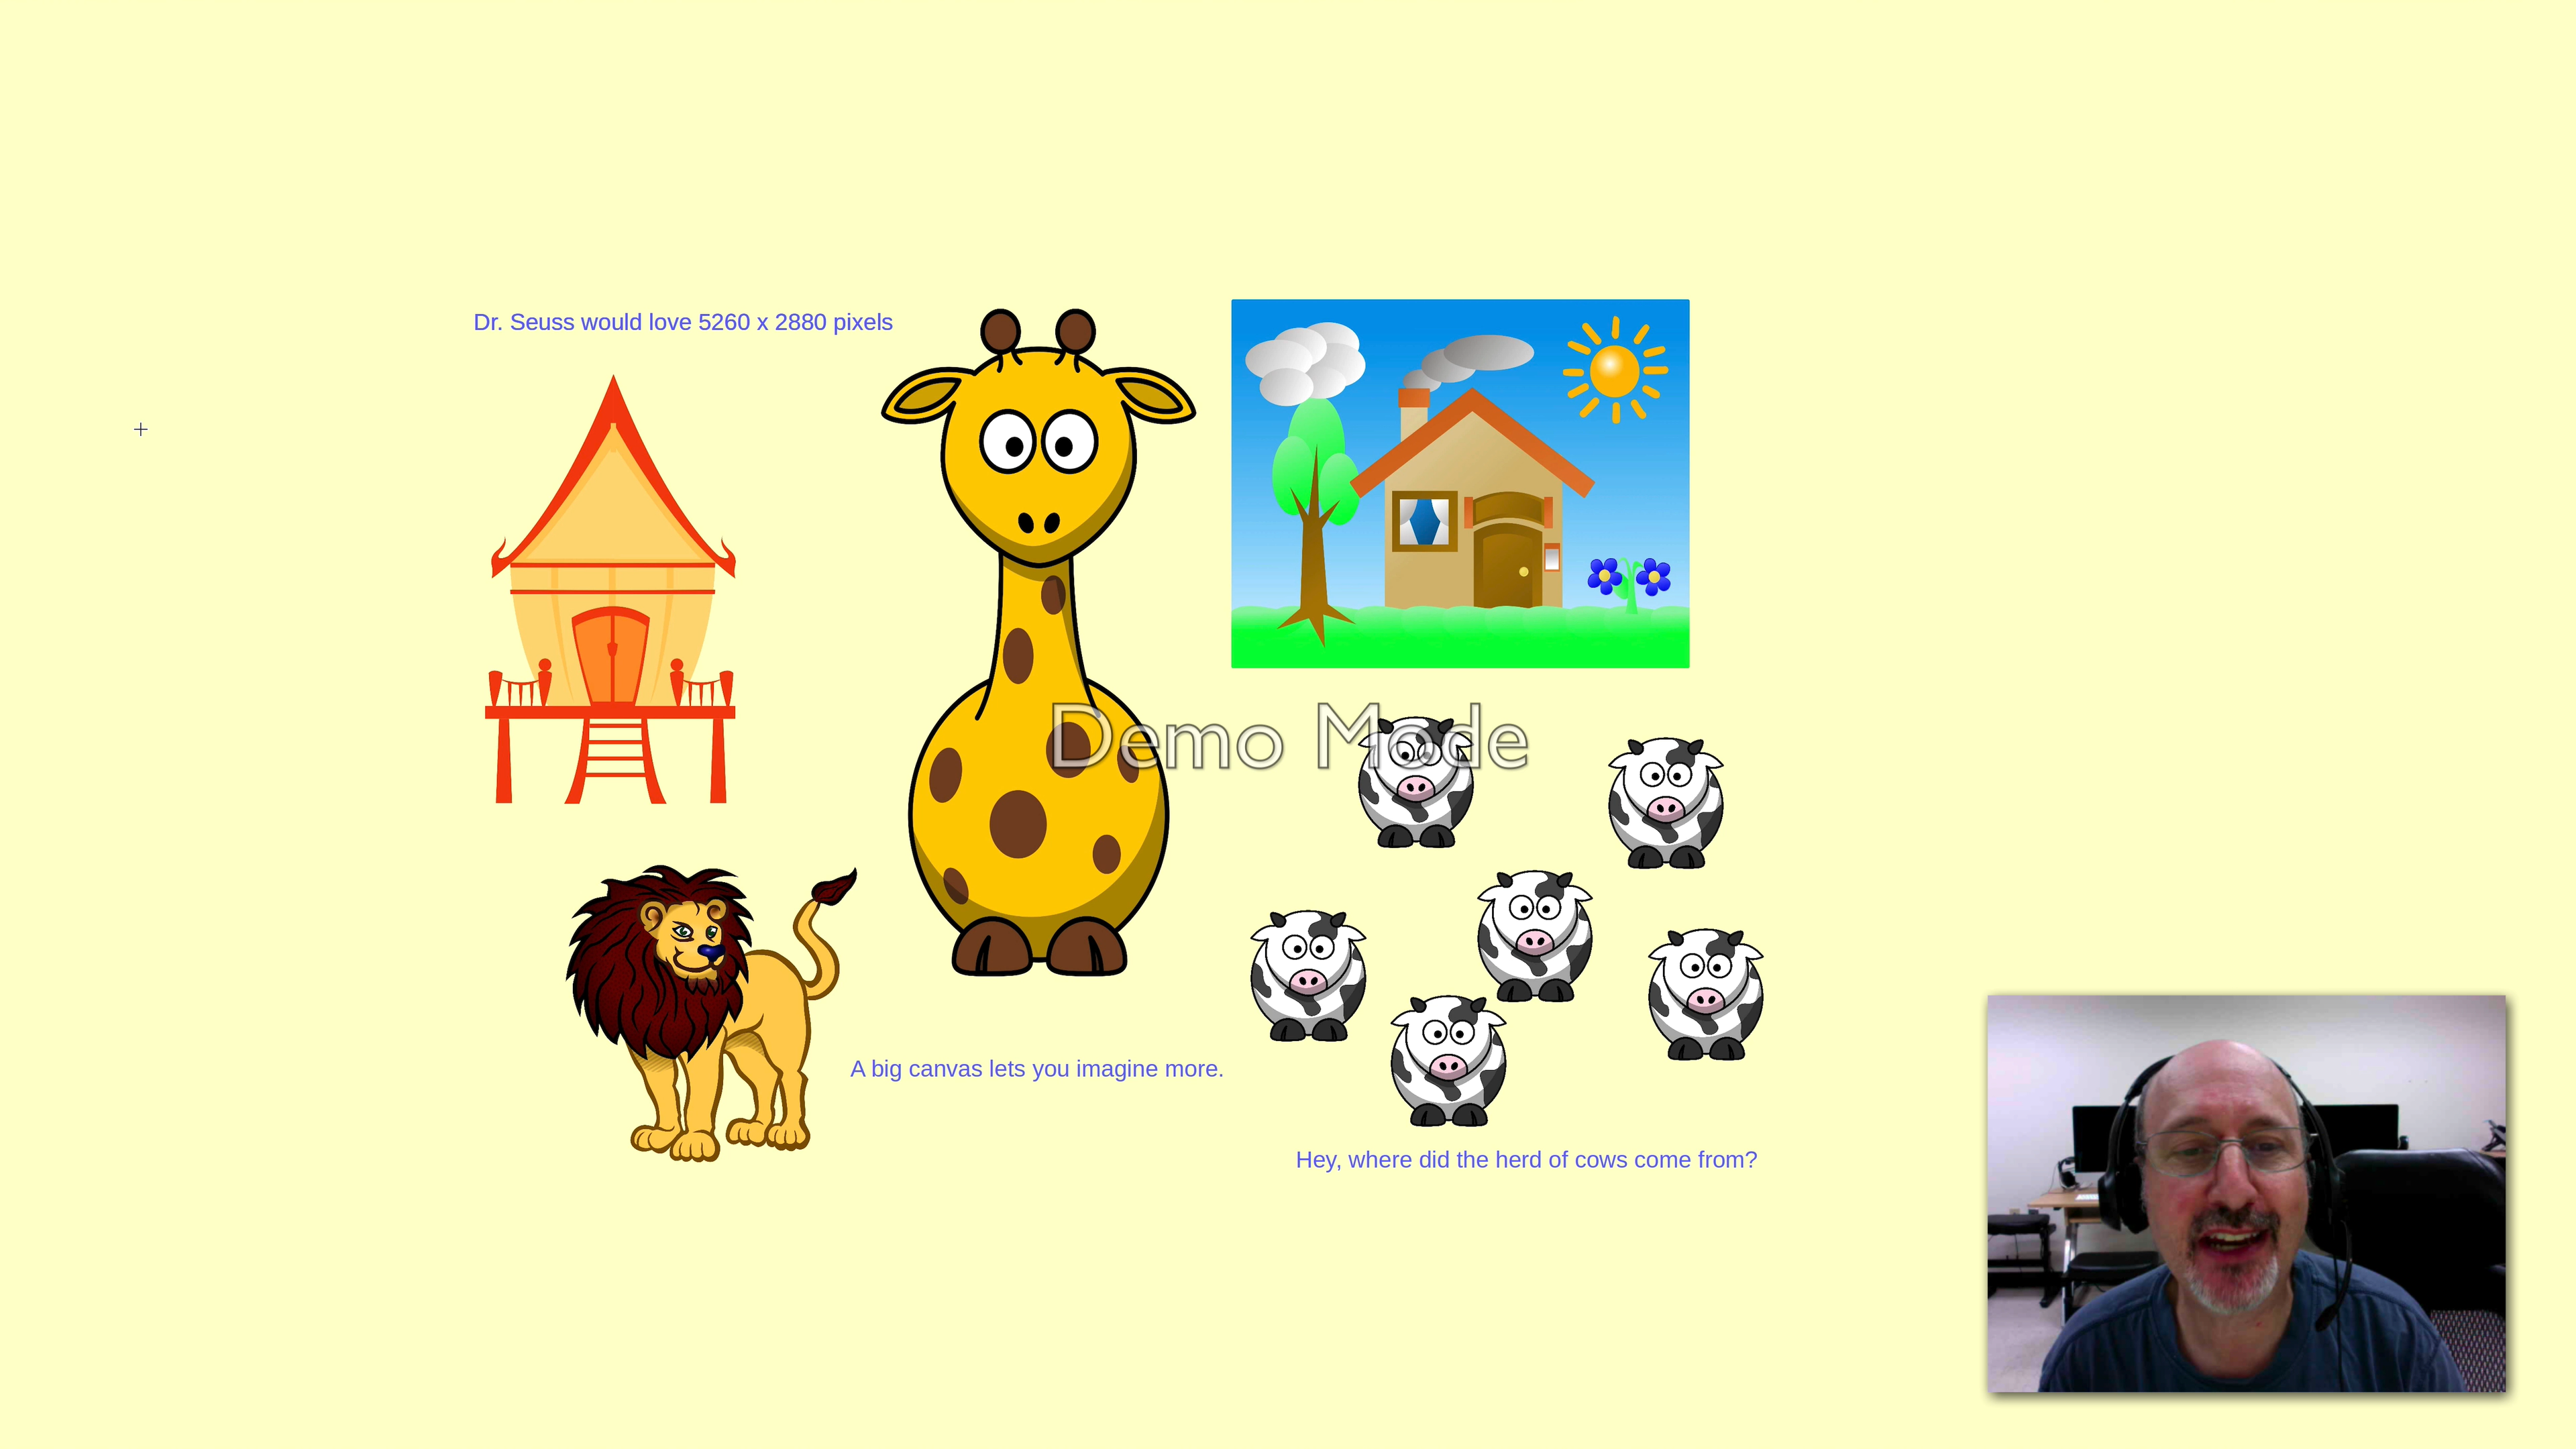 Dr. Seuss would love 5260 x 2880 pixels
Demo Mode
A big canvas lets you imagine more.
Hey, where did the herd of cows come from?